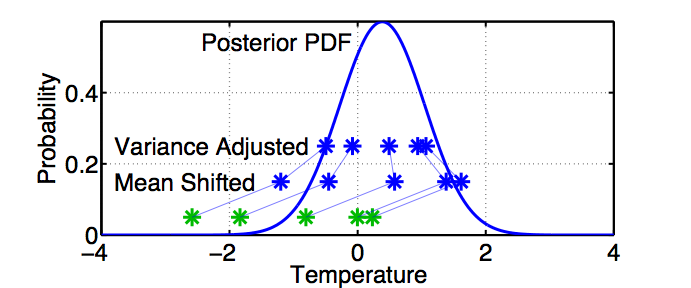 Posterior PDF
Probability
0.4
Variance Adjusted
0.2
Mean Shifted
0
−4
−2
0
2
4
Temperature